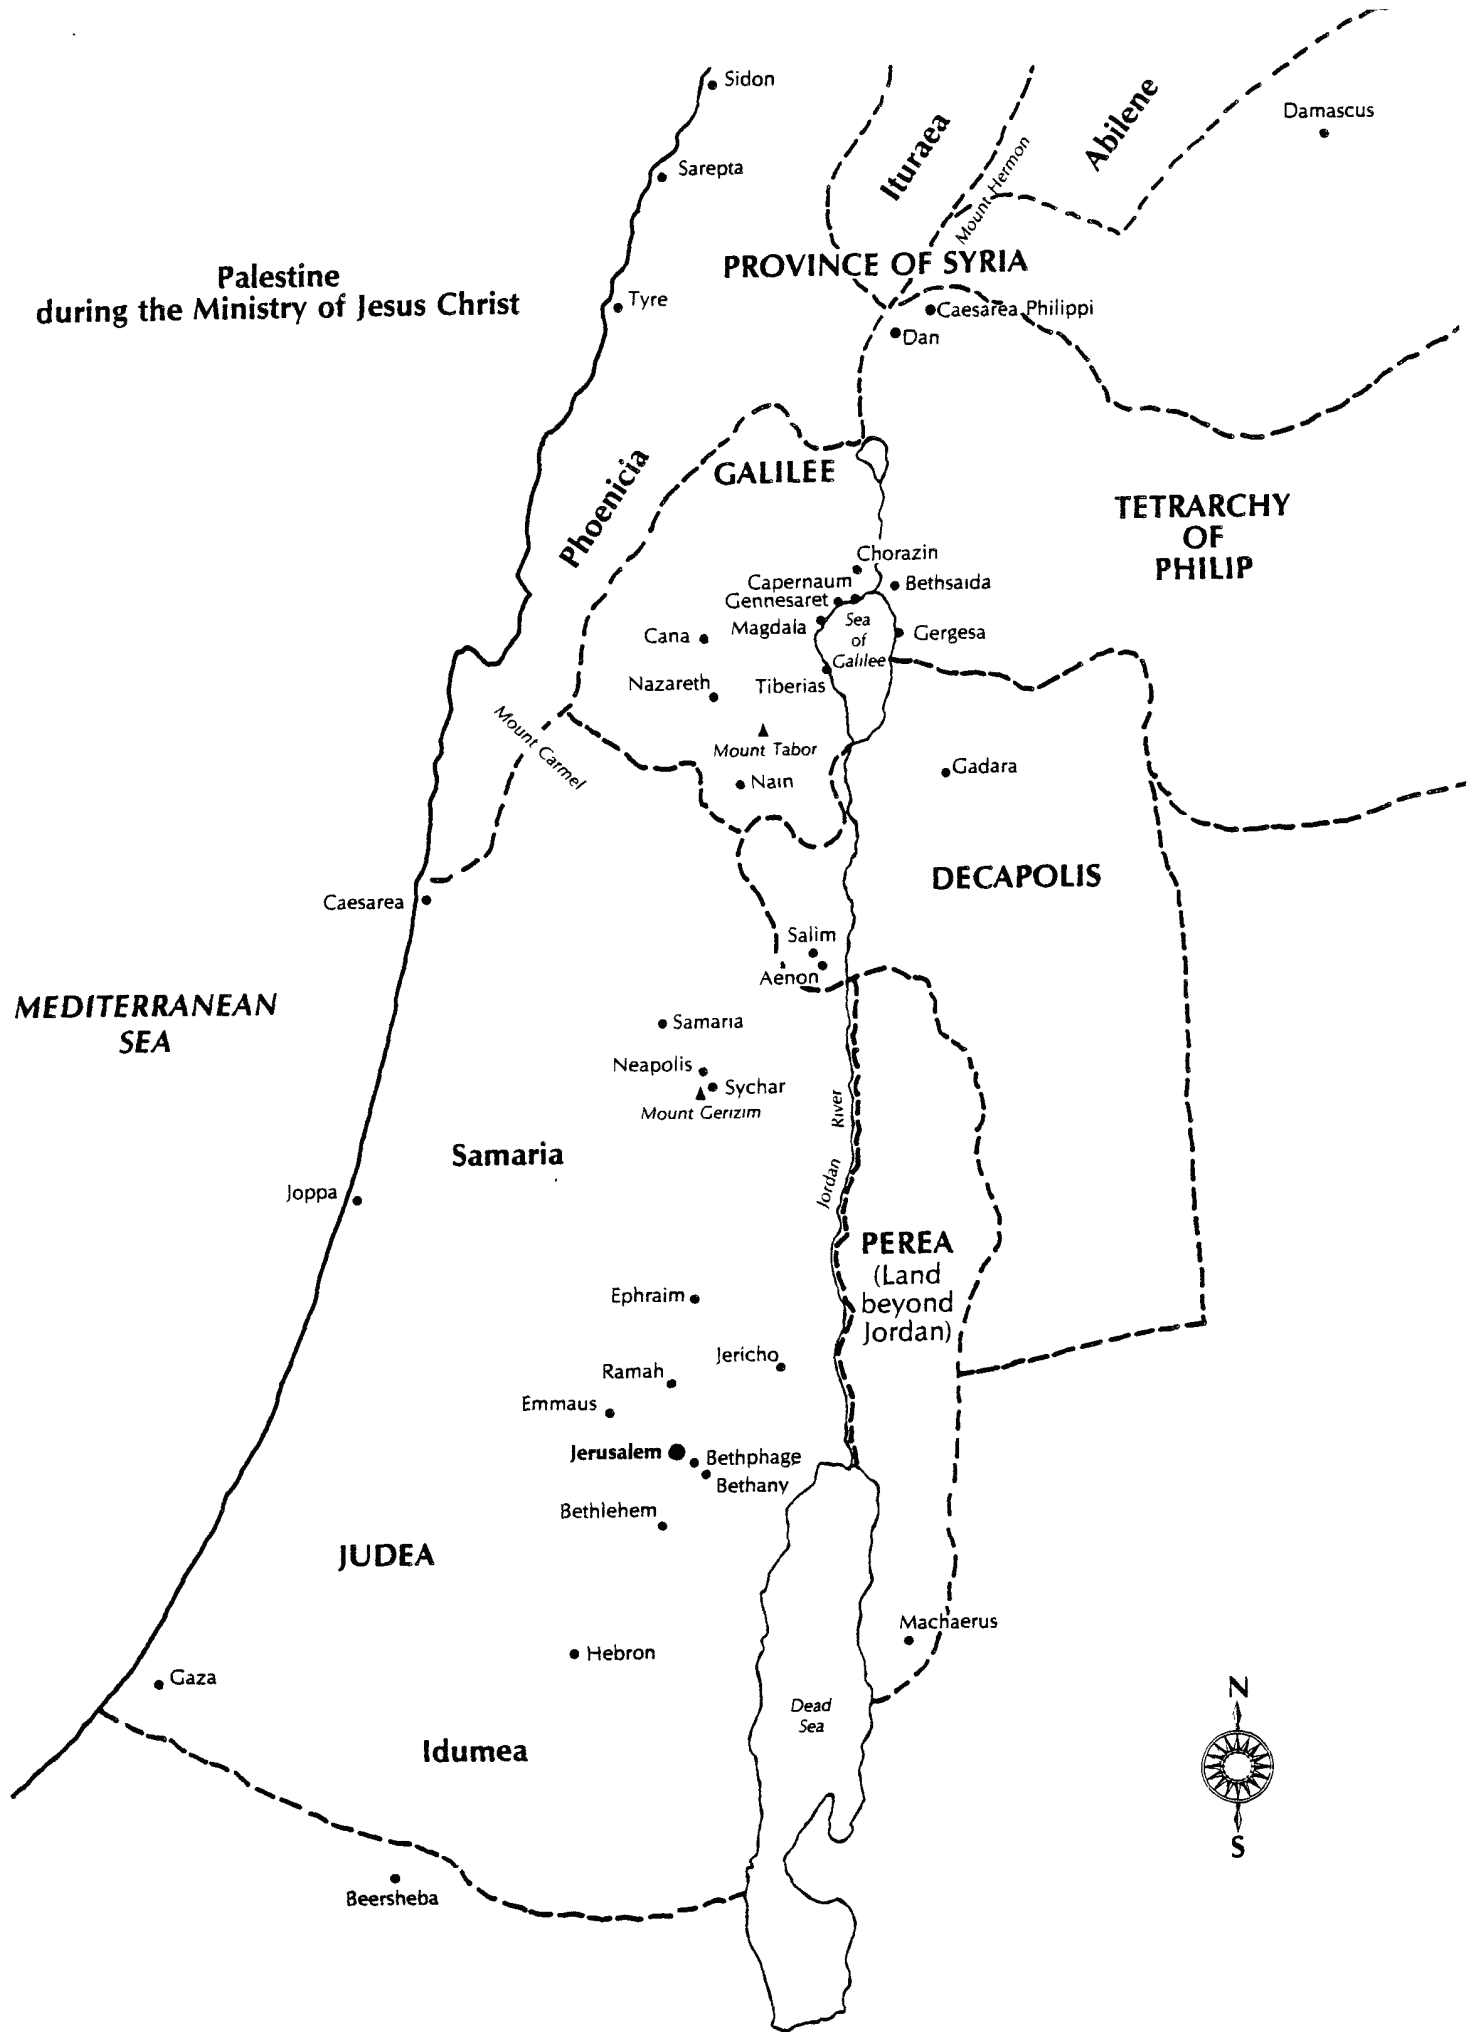 Sidon
Sarepta
Ituraea
Mount Hermon
Abilene
Damascus
PROVINCE OF SYRIA
Palestine
during the Ministry of Jesus Christ
Tyre
Caesarea Philippi
Dan
Phoenicia
GALILEE
TETRARCHY
OF
PHILIP
Chorazin
Capernaum
Bethsaida
Gennesaret
Magdala
Sea
of
Galilee
Cana
Gergesa
Nazareth
Tiberias
Mount Carmel
Mount Tabor
Nain
Gadara
DECAPOLIS
Caesarea
Salim
Aenon
MEDITERRANEAN
SEA
Samaria
Neapolis
Sychar
Mount Gerizim
Jordan River
Samaria
Joppa
PEREA
(Land
beyond
Jordan)
Ephraim
Jericho
Ramah
Emmaus
Jerusalem
Bethphage
Bethany
Bethlehem
JUDEA
Machaerus
Hebron
Gaza
Dead
Sea
Idumea
N
S
Beersheba